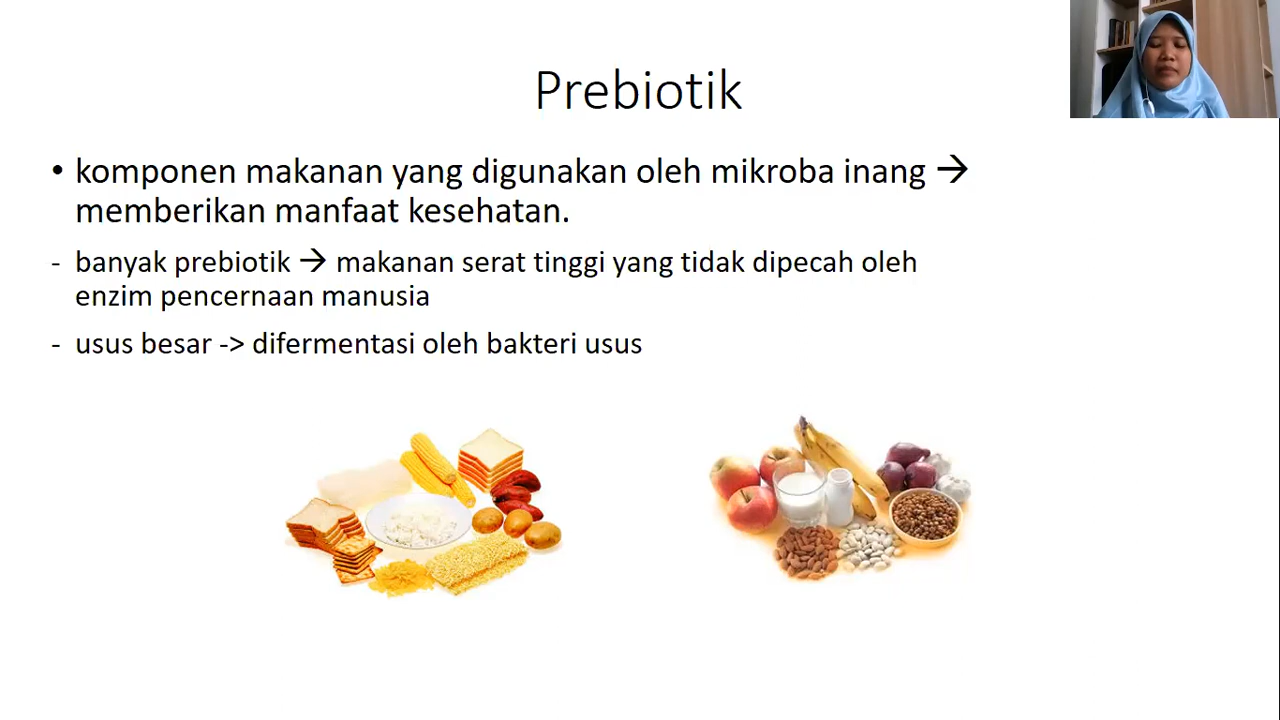 Prebiotik
• komponen makanan yang digunakan oleh mikroba inang →
memberikan manfaat kesehatan.
- banyak prebiotik → makanan serat tinggi yang tidak dipecah oleh
enzim pencernaan manusia
- usus besar -> difermentasi oleh bakteri usus